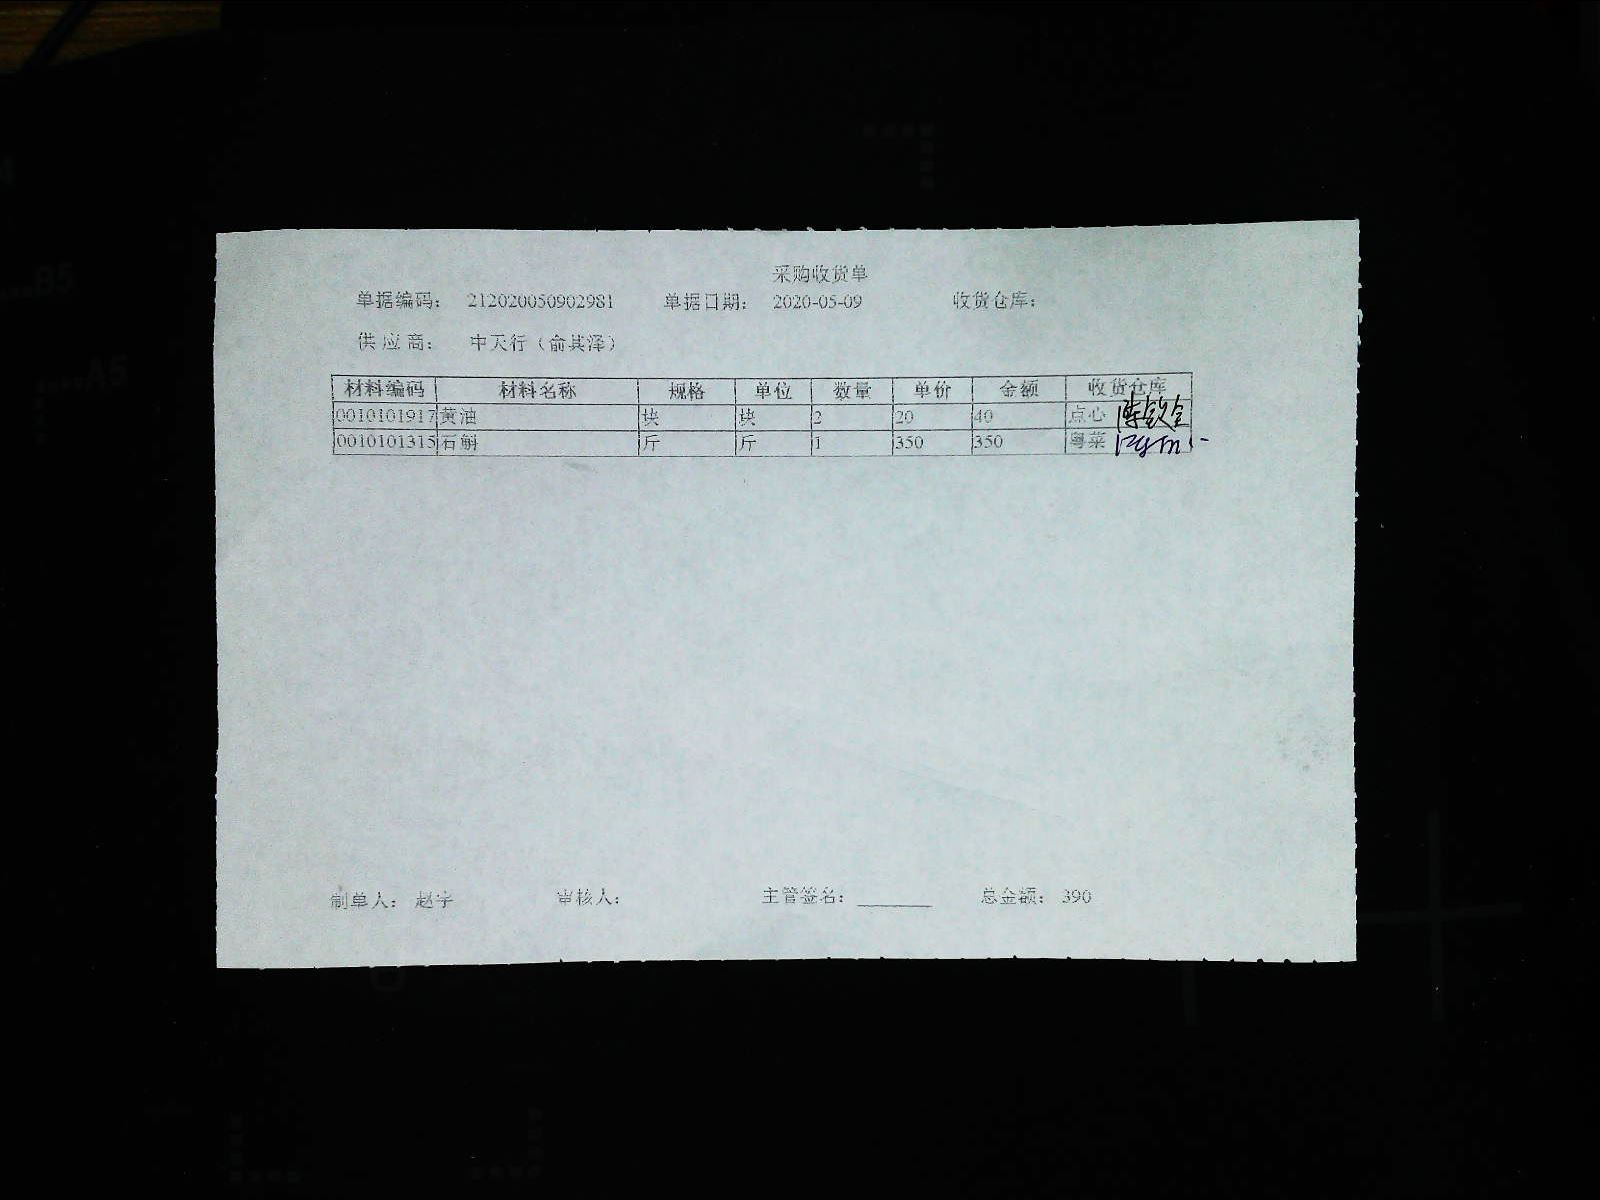 采购收货单
单据编码: 212020050902981 单据日期: 2020-05-09 收货仓库:
供应商: 中天行（俞其泽）
材料编码 材料名称 规格 单位 数量 单价 金额 收货仓库
0010101917 黄油 块 块 2 20 40 点心
0010101315 石斛 斤 斤 1 350 350 粤菜
制单人: 赵宇 审核人: 主管签名: 总金额: 390